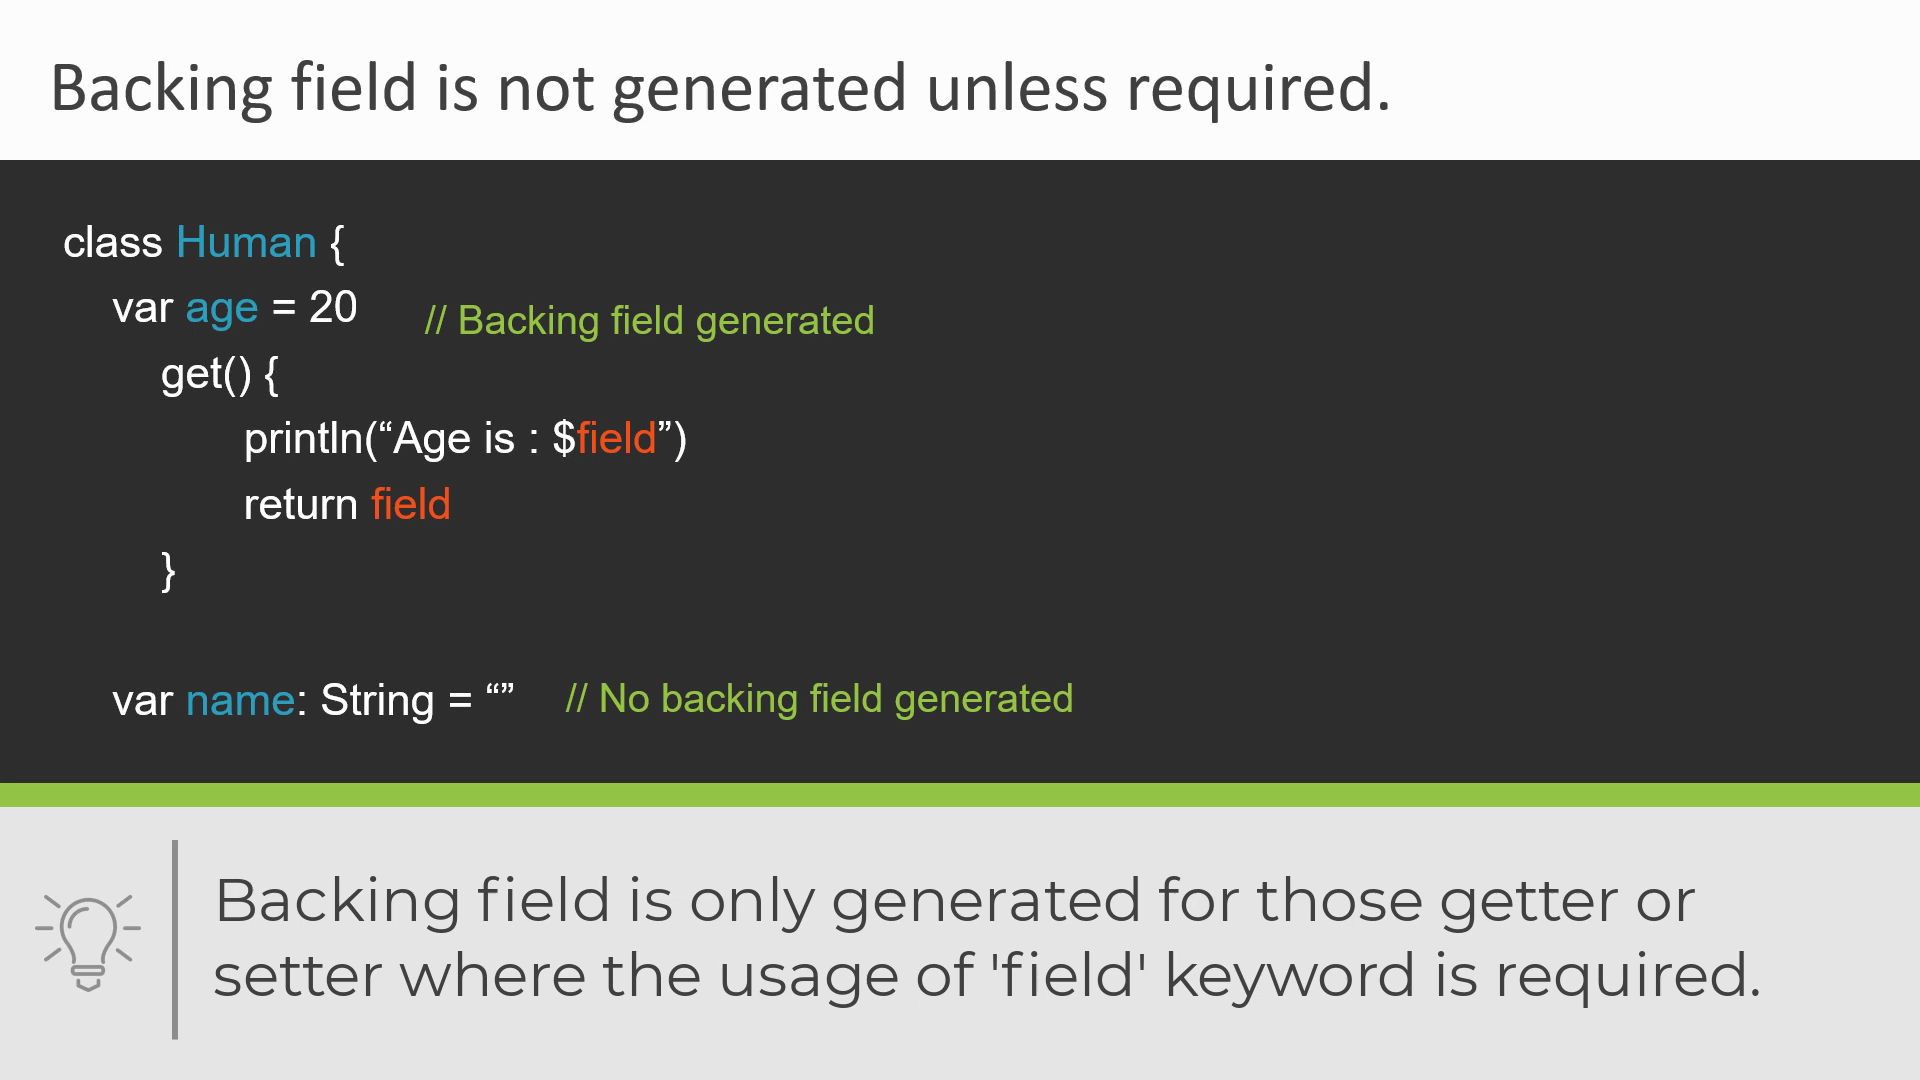 Backing field is not generated unless required.
class Human {
var age = 20 // Backing field generated
get() {
println(“Age is : $field”)
return field
}
var name: String = “” // No backing field generated
Backing field is only generated for those getter or
setter where the usage of 'field' keyword is required.